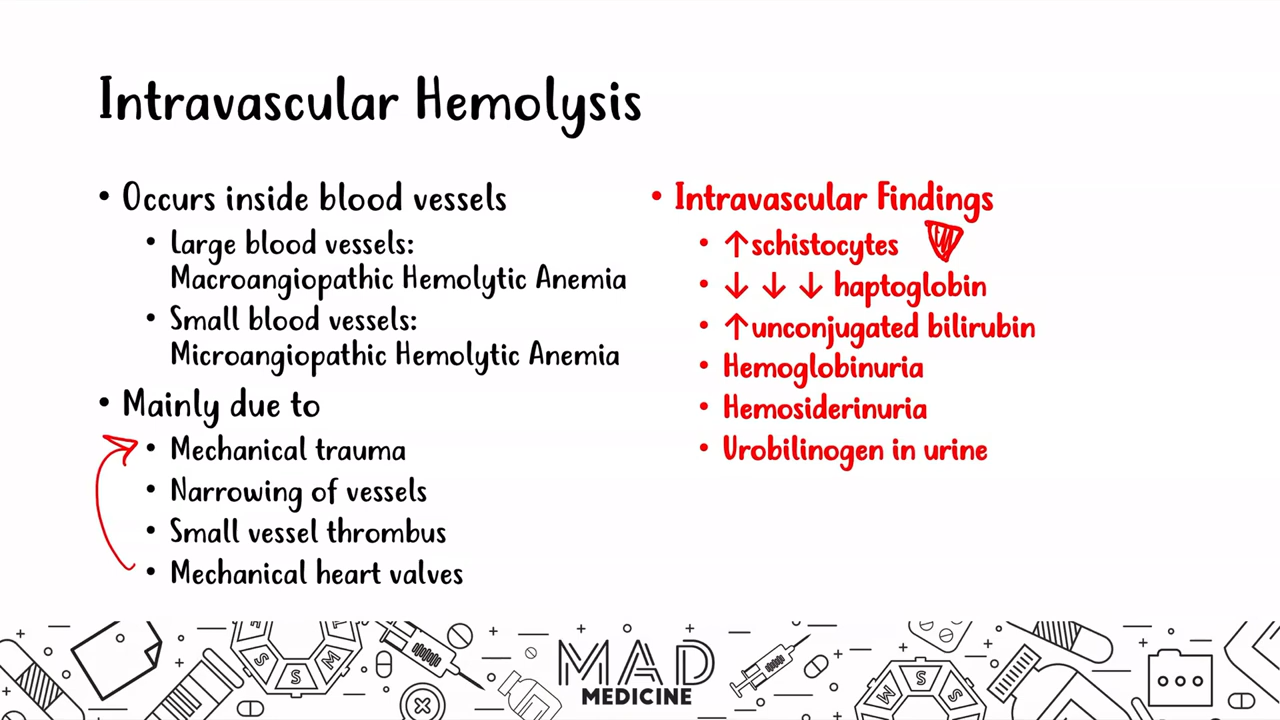 Intravascular Hemolysis
• Occurs inside blood vessels
• Large blood vessels:
Macroangiopathic Hemolytic Anemia
• Small blood vessels:
Microangiopathic Hemolytic Anemia
• Mainly due to
• Mechanical trauma
• Narrowing of vessels
• Small vessel thrombus
• Mechanical heart valves
• Intravascular Findings
• ↑schistocytes
• ↓ ↓ ↓ haptoglobin
• ↑unconjugated bilirubin
• Hemoglobinuria
• Hemosiderinuria
• Urobilinogen in urine
S S M
MAD
MEDICINE
M S S